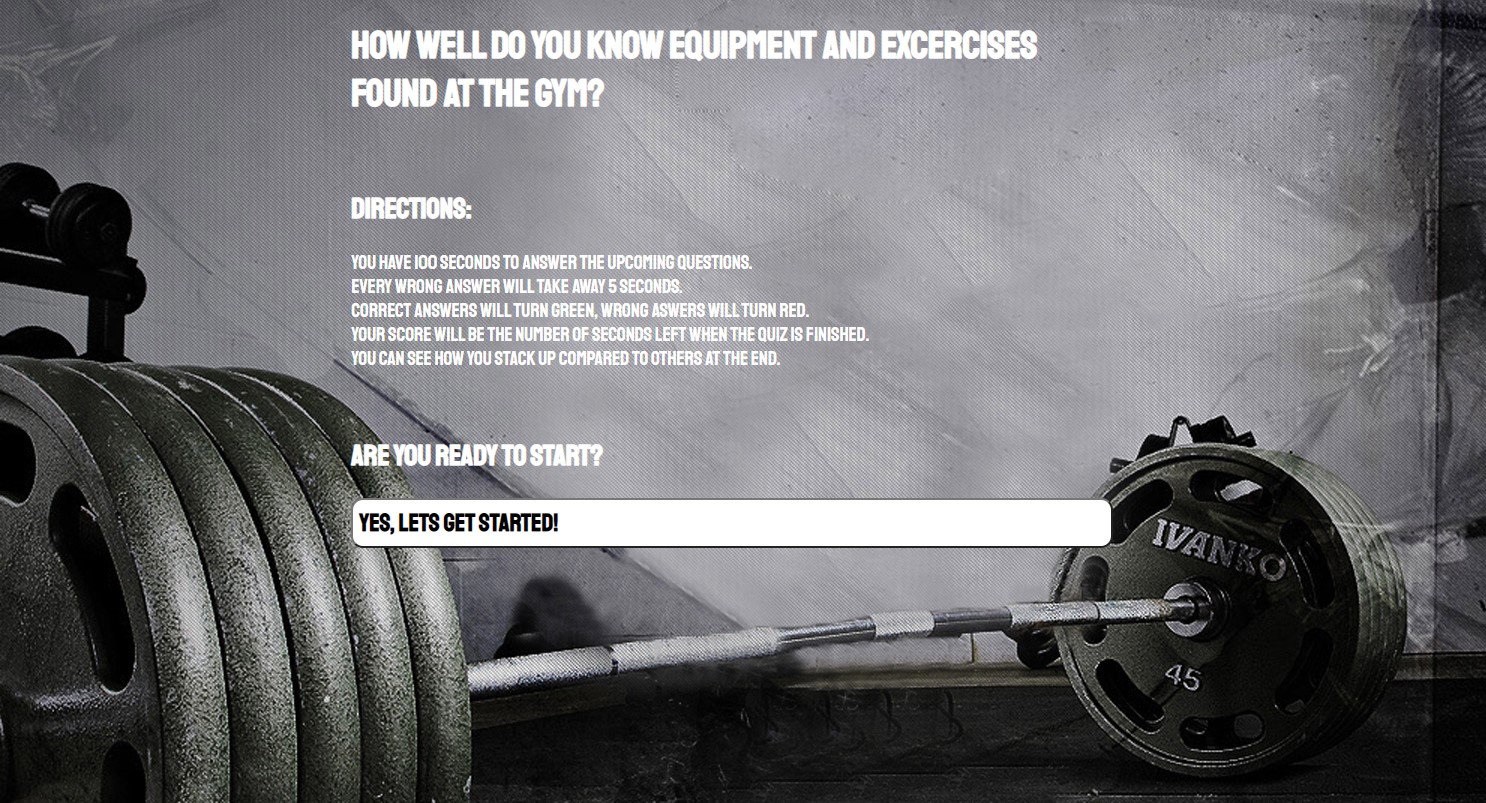 HOW WELL DO YOU KNOW EQUIPMENT AND EXCERCISES
FOUND AT THE GYM?
DIRECTIONS:
YOU HAVE 100 SECONDS TO ANSWER THE UPCOMING QUESTIONS.
EVERY WRONG ANSWER WILL TAKE AWAY 5 SECONDS.
CORRECT ANSWERS WILL TURN GREEN, WRONG ASWERS WILL TURN RED.
YOUR SCORE WILL BE THE NUMBER OF SECONDS LEFT WHEN THE QUIZ IS FINISHED.
YOU CAN SEE HOW YOU STACK UP COMPARED TO OTHERS AT THE END.
ARE YOU READY TO START?
YES, LETS GET STARTED!
IVANKO
45